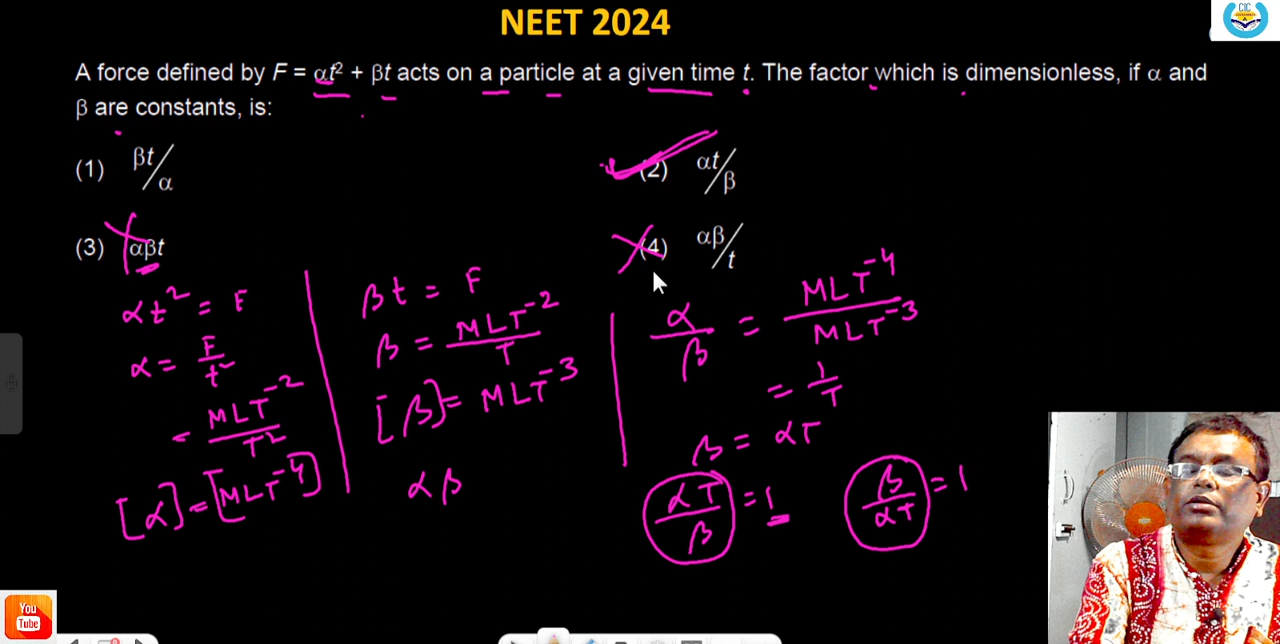 NEET 2024
CIC
A force defined by F = αt² + βt acts on a particle at a given time t. The factor which is dimensionless, if α and
β are constants, is:
(1) βt/α
(2) αt/β
(3) αβt
(4) αβ/t
αt² = F
α = F/t²
= MLT⁻²/T²
[α] = [MLT⁻⁴]
βt = F
β = MLT⁻²/T
[β] = MLT⁻³
αβ
α/β = MLT⁻⁴/MLT⁻³
= 1/T
β = αT
αT/β = 1
β/αT = 1
You
Tube